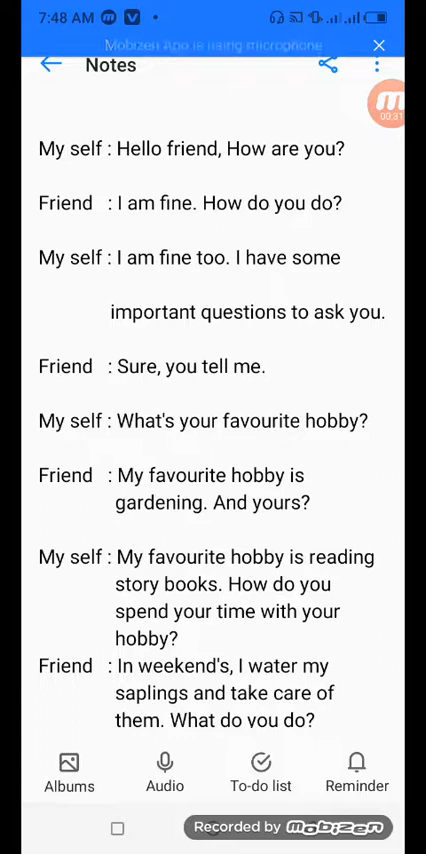 7:48 AM
Mobizen Apo is using microphone
Notes
00:31
My self : Hello friend, How are you?
Friend : I am fine. How do you do?
My self : I am fine too. I have some
important questions to ask you.
Friend : Sure, you tell me.
My self : What's your favourite hobby?
Friend : My favourite hobby is
gardening. And yours?
My self : My favourite hobby is reading
story books. How do you
spend your time with your
hobby?
Friend : In weekend's, I water my
saplings and take care of
them. What do you do?
Albums Audio To-do list Reminder
Recorded by mobizen